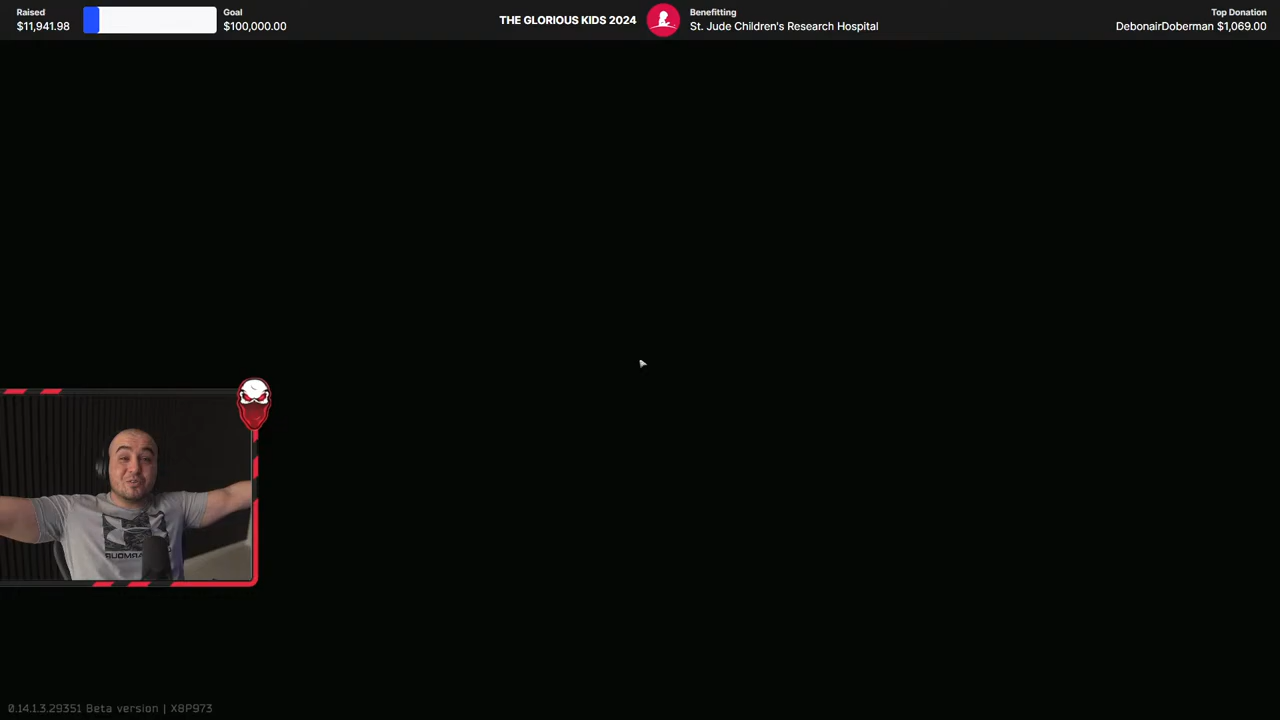 Raised
$11,941.98
Goal
$100,000.00
THE GLORIOUS KIDS 2024
Benefitting
St. Jude Children's Research Hospital
Top Donation
DebonairDoberman $1,069.00
0.14.1.3.29351 Beta version | X8P973